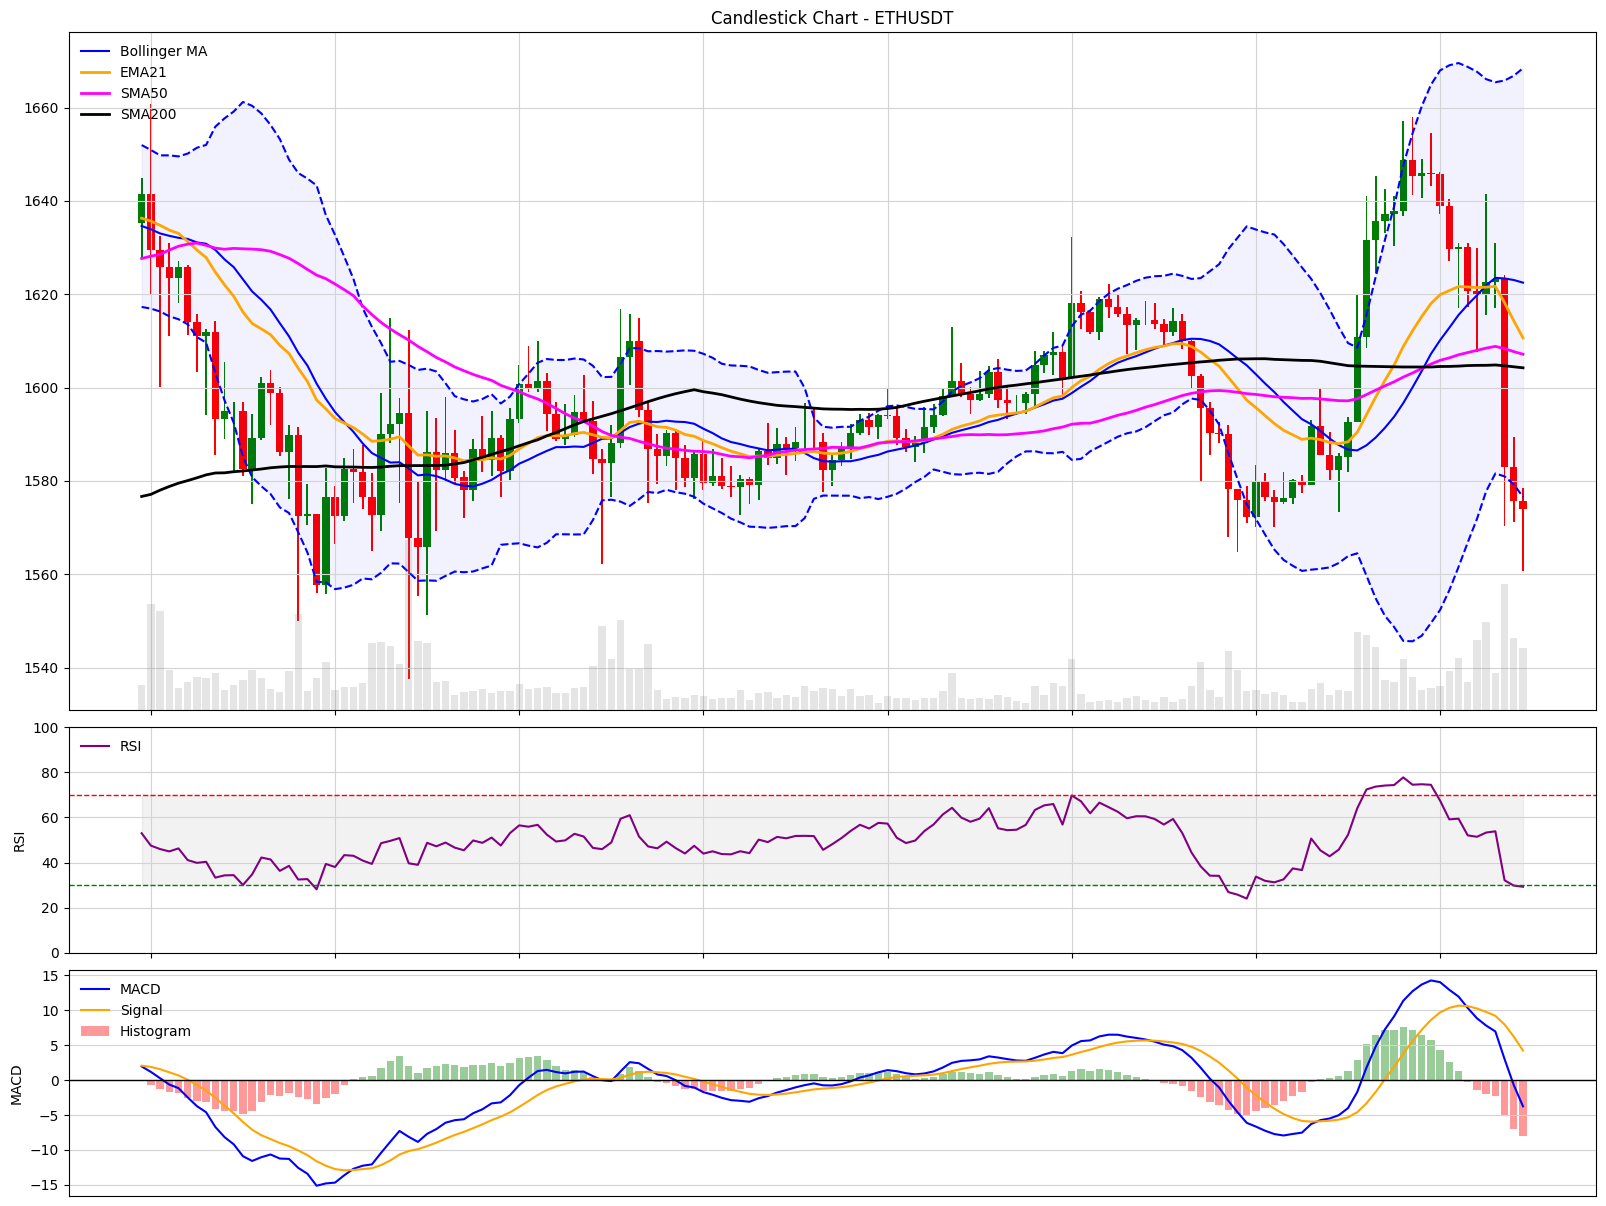 Candlestick Chart - ETHUSDT
Bollinger MA
EMA21
SMA50
SMA200
1660
1640
1620
1600
1580
1560
1540
RSI
100
80
60
40
20
0
RSI
MACD
Signal
Histogram
15
10
5
0
−5
−10
−15
MACD